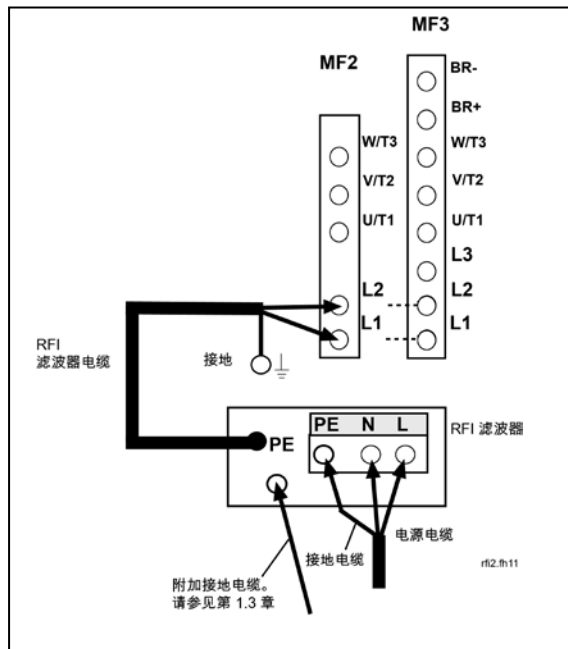 MF3
MF2
BR-
BR+
W/T3
W/T3
V/T2
V/T2
U/T1
U/T1
L3
L2
L2
L1
L1
RFI
滤波器电缆
接地
PE
PE N L
RFI 滤波器
接地电缆
电源电缆
附加接地电缆。
请参见第 1.3 章
rfi2.fh11